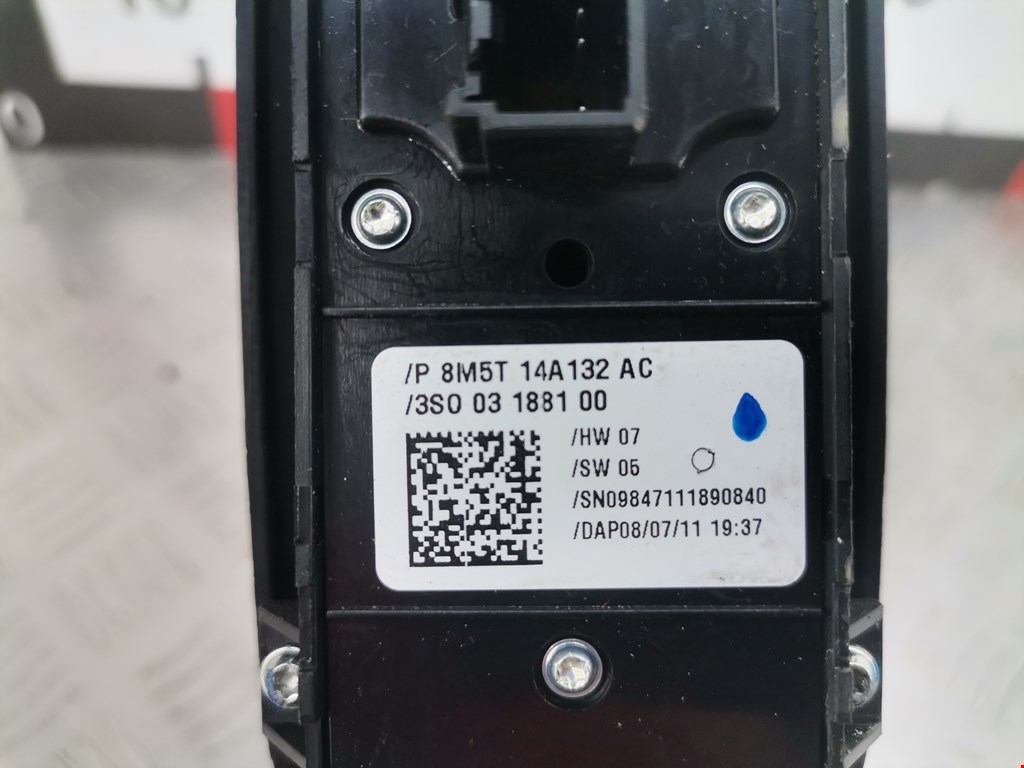 /P 8M5T 14A132 AC
/3S0 03 1881 00
/HW 07
/SW 05
/SN09847111890840
/DAP08/07/11 19:37